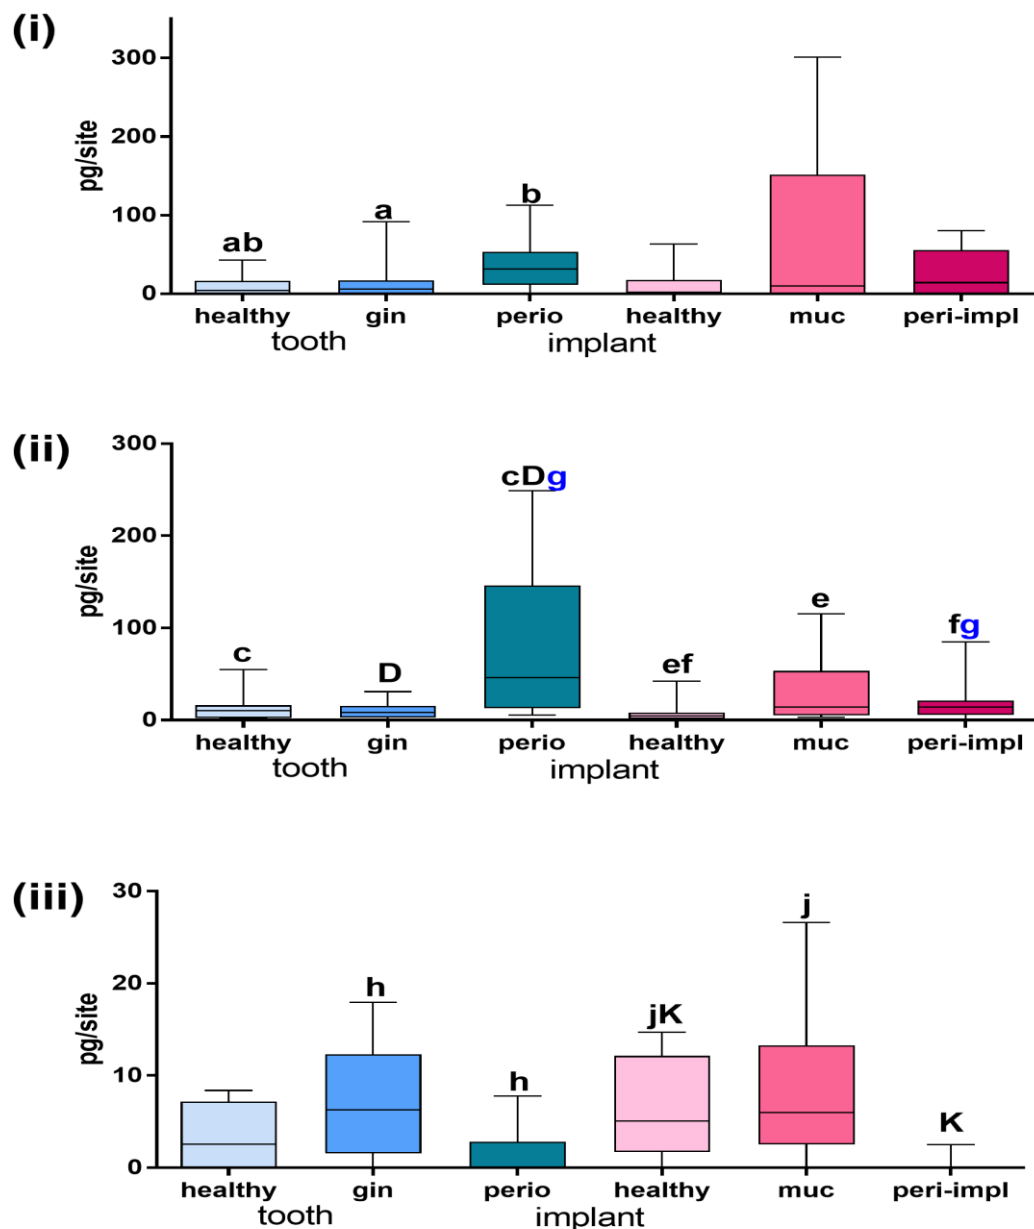 (i)
300
200
100
0
pg/site
ab
a
b
healthy gin perio healthy muc peri-impl
tooth implant
(ii)
300
200
100
0
pg/site
c
D
cDg
ef
e
fg
healthy gin perio healthy muc peri-impl
tooth implant
(iii)
30
20
10
0
pg/site
h
h
jK
j
K
healthy gin perio healthy muc peri-impl
tooth implant